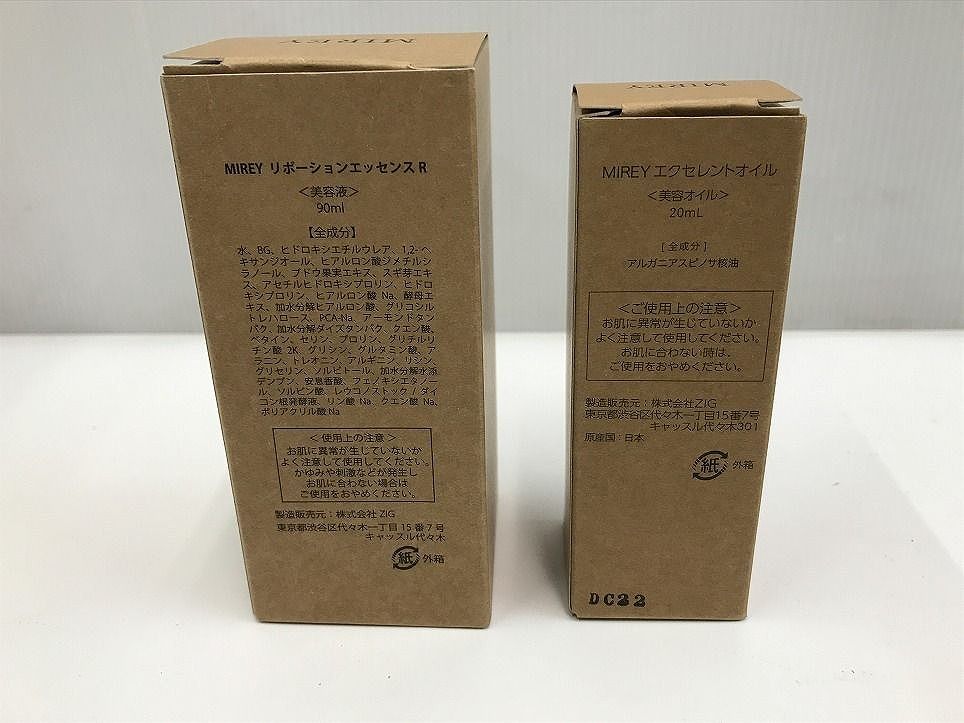 MIREY
MIREY リポーションエッセンス R
＜美容液＞
90ml
【全成分】
水、BG、ヒドロキシエチルウレア、1,2-ヘ
キサンジオール、ヒアルロン酸ジメチルシ
ラノール、ブドウ果実エキス、スギ芽エキ
ス、アセチルヒドロキシプロリン、ヒドロ
キシプロリン、ヒアルロン酸 Na、酵母エ
キス、加水分解ヒアルロン酸、グリコシル
トレハロース、PCA-Na、アーモンドタン
パク、加水分解ダイズタンパク、クエン酸、
ベタイン、セリン、プロリン、グリチルリ
チン酸 2K、グリシン、グルタミン酸、ア
ラニン、トレオニン、アルギニン、リシン、
グリセリン、ソルビトール、加水分解水添
デンプン、安息香酸、フェノキシエタノー
ル、ソルビン酸、レウコノストック / ダイ
コン根発酵液、リン酸 Na、クエン酸 Na、
ポリアクリル酸 Na
＜使用上の注意＞
お肌に異常が生じていないか
よく注意して使用してください。
かゆみや刺激などが発生し
お肌に合わない場合は
ご使用をおやめください。
製造販売元：株式会社 ZIG
東京都渋谷区代々木一丁目 15 番 7 号
キャッスル代々木
紙 外箱
MIREY
MIREY エクセレントオイル
＜美容オイル＞
20mL
［全成分］
アルガニアスピノサ核油
＜ご使用上の注意＞
お肌に異常が生じていないか
よく注意して使用してください。
お肌に合わない時は、
ご使用をおやめください。
製造販売元：株式会社ZIG
東京都渋谷区代々木一丁目15番7号
キャッスル代々木301
原産国：日本
紙 外箱
DC22